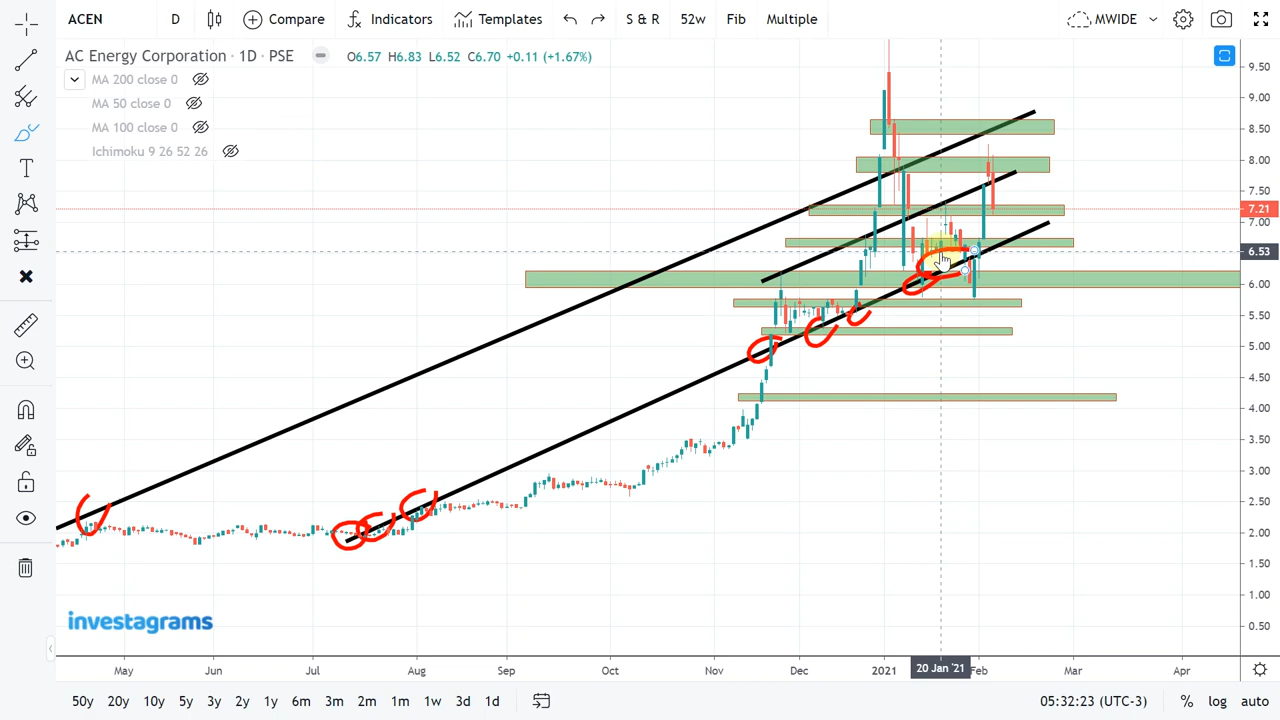 ACEN D Compare Indicators Templates S & R 52w Fib Multiple MWIDE
AC Energy Corporation · 1D · PSE O6.57 H6.83 L6.52 C6.70 +0.11 (+1.67%)
MA 200 close 0
MA 50 close 0
MA 100 close 0
Ichimoku 9 26 52 26
9.50
9.00
8.50
8.00
7.50
7.21
7.00
6.53
6.00
5.50
5.00
4.50
4.00
3.50
3.00
2.50
2.00
1.50
1.00
0.50
investagrams
May Jun Jul Aug Sep Oct Nov Dec 2021 20 Jan '21 Feb Mar Apr
50y 20y 10y 5y 3y 2y 1y 6m 3m 2m 1m 1w 3d 1d 05:32:23 (UTC-3) % log auto